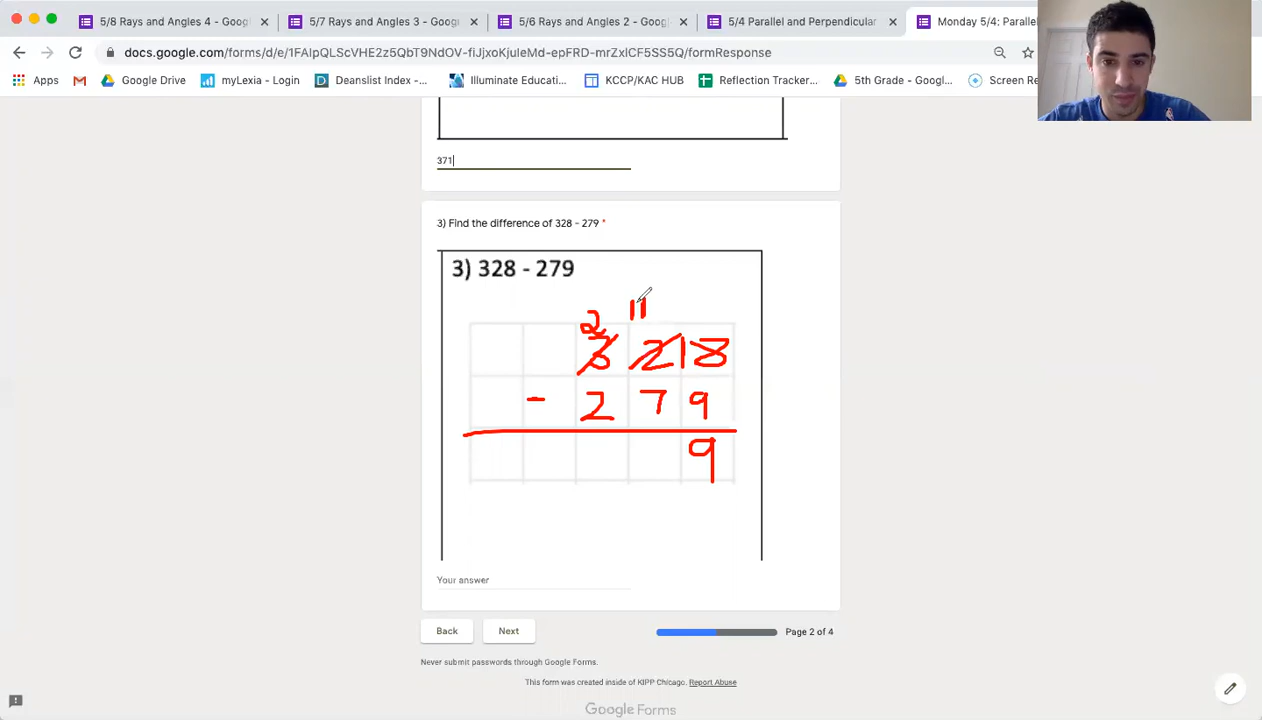 5/8 Rays and Angles 4 - Goog
5/7 Rays and Angles 3 - Goog
5/6 Rays and Angles 2 - Goog
5/4 Parallel and Perpendicular
Monday 5/4: Parallel
docs.google.com/forms/d/e/1FAIpQLScVHE2z5QbT9NdOV-fiJjxoKjuIeMd-epFRD-mrZxlCF5SS5Q/formResponse
Apps
Google Drive
myLexia - Login
Deanslist Index -...
Illuminate Educati...
KCCP/KAC HUB
Reflection Tracker...
5th Grade - Googl...
Screen Re
371
3) Find the difference of 328 - 279 *
3) 328 - 279
2 11
3 2 1 8
- 2 7 9
9
Your answer
Back
Next
Page 2 of 4
Never submit passwords through Google Forms.
This form was created inside of KIPP Chicago. Report Abuse
Google Forms